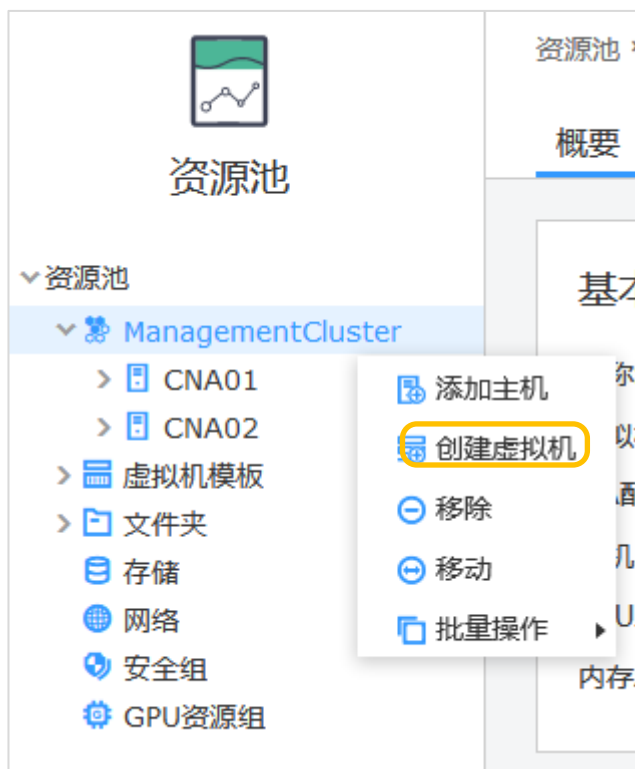 资源池
资源池
ManagementCluster
CNA01
CNA02
虚拟机模板
文件夹
存储
网络
安全组
GPU资源组
添加主机
创建虚拟机
移除
移动
批量操作
资源池
概要
基
内存